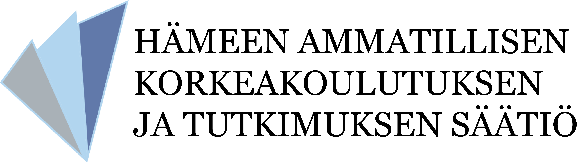 HÄMEEN AMMATILLISEN
KORKEAKOULUTUKSEN
JA TUTKIMUKSEN SÄÄTIÖ